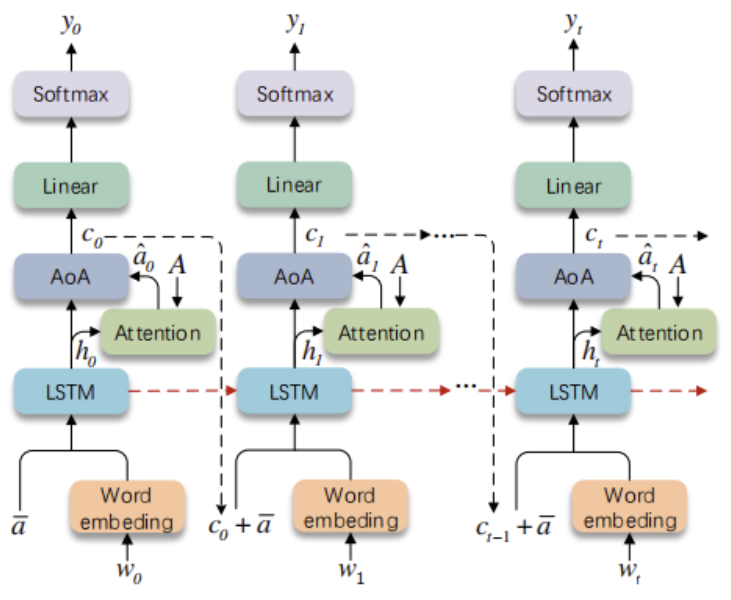 y₀ y₁ yₜ
Softmax Softmax Softmax
Linear Linear Linear
c₀ c₁ ... cₜ
AoA â₀ A AoA â₁ A AoA âₜ A
Attention Attention Attention
h₀ h₁ hₜ
LSTM LSTM ... LSTM
Word Word Word
a̅ embeding c₀ + a̅ embeding cₜ₋₁ + a̅ embeding
w₀ w₁ wₜ